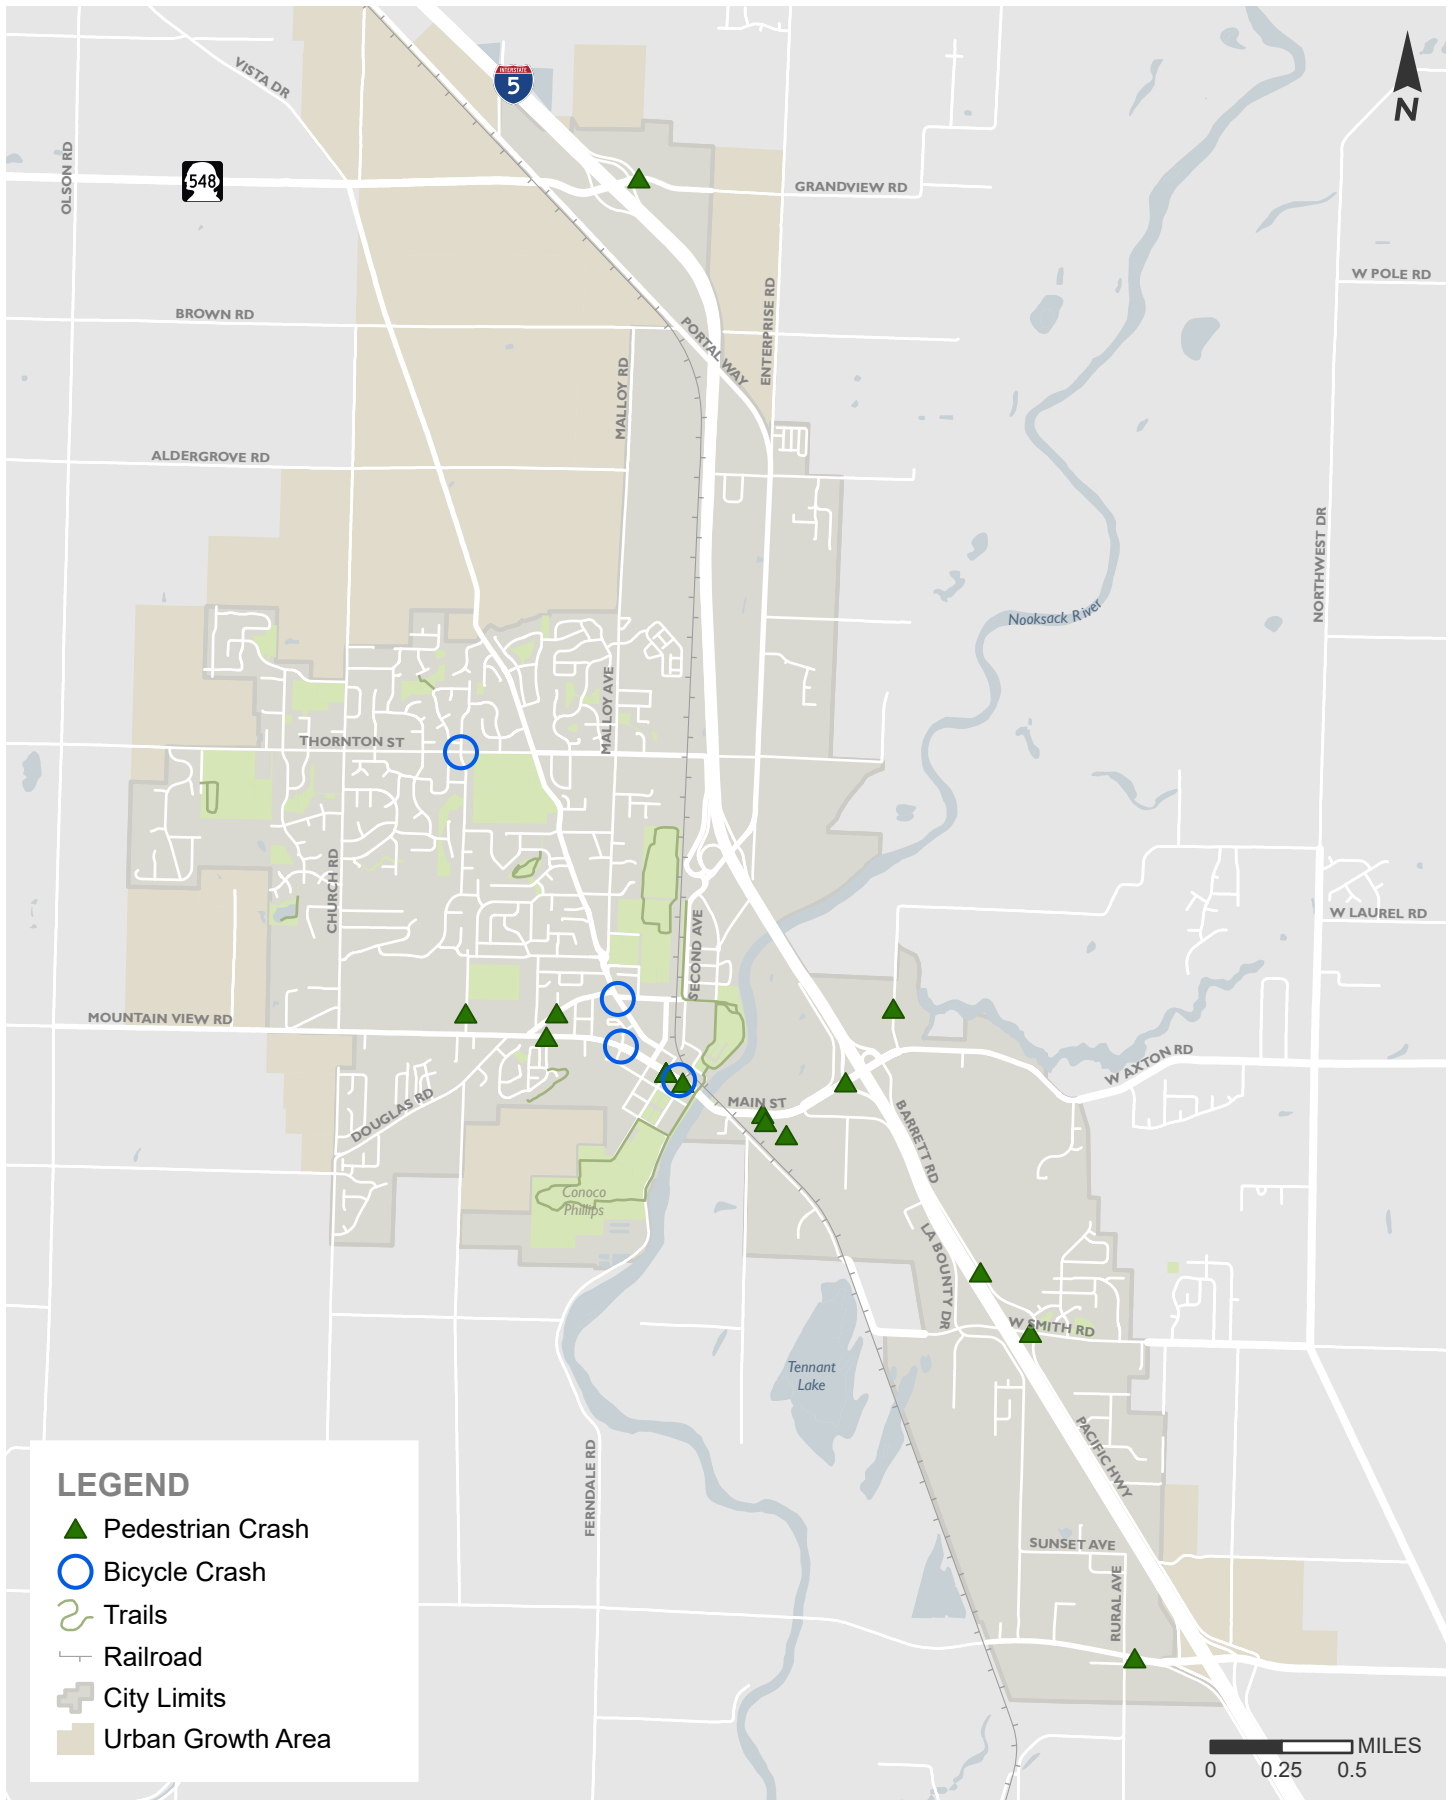 VISTA DR
INTERSTATE
5
N
OLSON RD
548
GRANDVIEW RD
W POLE RD
BROWN RD
PORTAL WAY
ENTERPRISE RD
MALLOY RD
ALDERGROVE RD
NORTHWEST DR
Nooksack River
MALLOY AVE
THORNTON ST
CHURCH RD
SECOND AVE
W LAUREL RD
MOUNTAIN VIEW RD
W AXTON RD
DOUGLAS RD
MAIN ST
BARRETT RD
Conoco
Phillips
LA BOUNTY DR
W SMITH RD
Tennant
Lake
PACIFIC HWY
FERNDALE RD
SUNSET AVE
RURAL AVE
LEGEND
Pedestrian Crash
Bicycle Crash
Trails
Railroad
City Limits
Urban Growth Area
MILES
0 0.25 0.5